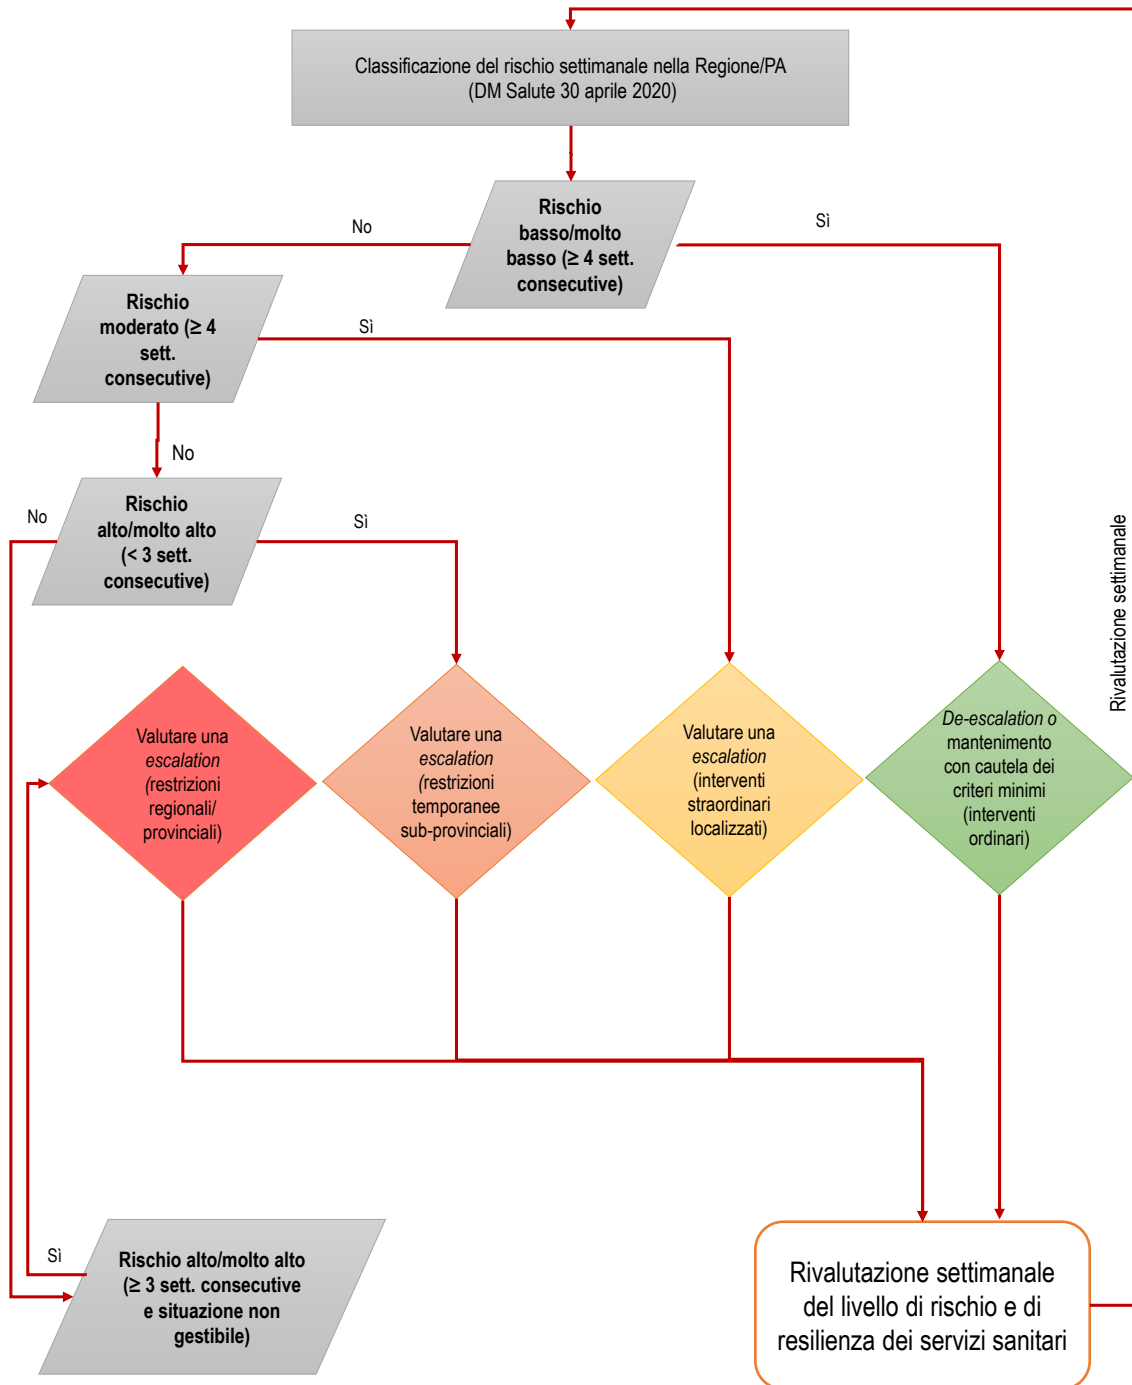 Classificazione del rischio settimanale nella Regione/PA
(DM Salute 30 aprile 2020)
Rischio
basso/molto
basso (≥ 4 sett.
consecutive)
No
Sì
Rischio
moderato (≥ 4
sett.
consecutive)
Sì
No
Rischio
alto/molto alto
(< 3 sett.
consecutive)
No
Sì
Rivalutazione settimanale
Valutare una
escalation
(restrizioni
regionali/
provinciali)
Valutare una
escalation
(restrizioni
temporanee
sub-provinciali)
Valutare una
escalation
(interventi
straordinari
localizzati)
De-escalation o
mantenimento
con cautela dei
criteri minimi
(interventi
ordinari)
Sì
Rischio alto/molto alto
(≥ 3 sett. consecutive
e situazione non
gestibile)
Rivalutazione settimanale
del livello di rischio e di
resilienza dei servizi sanitari